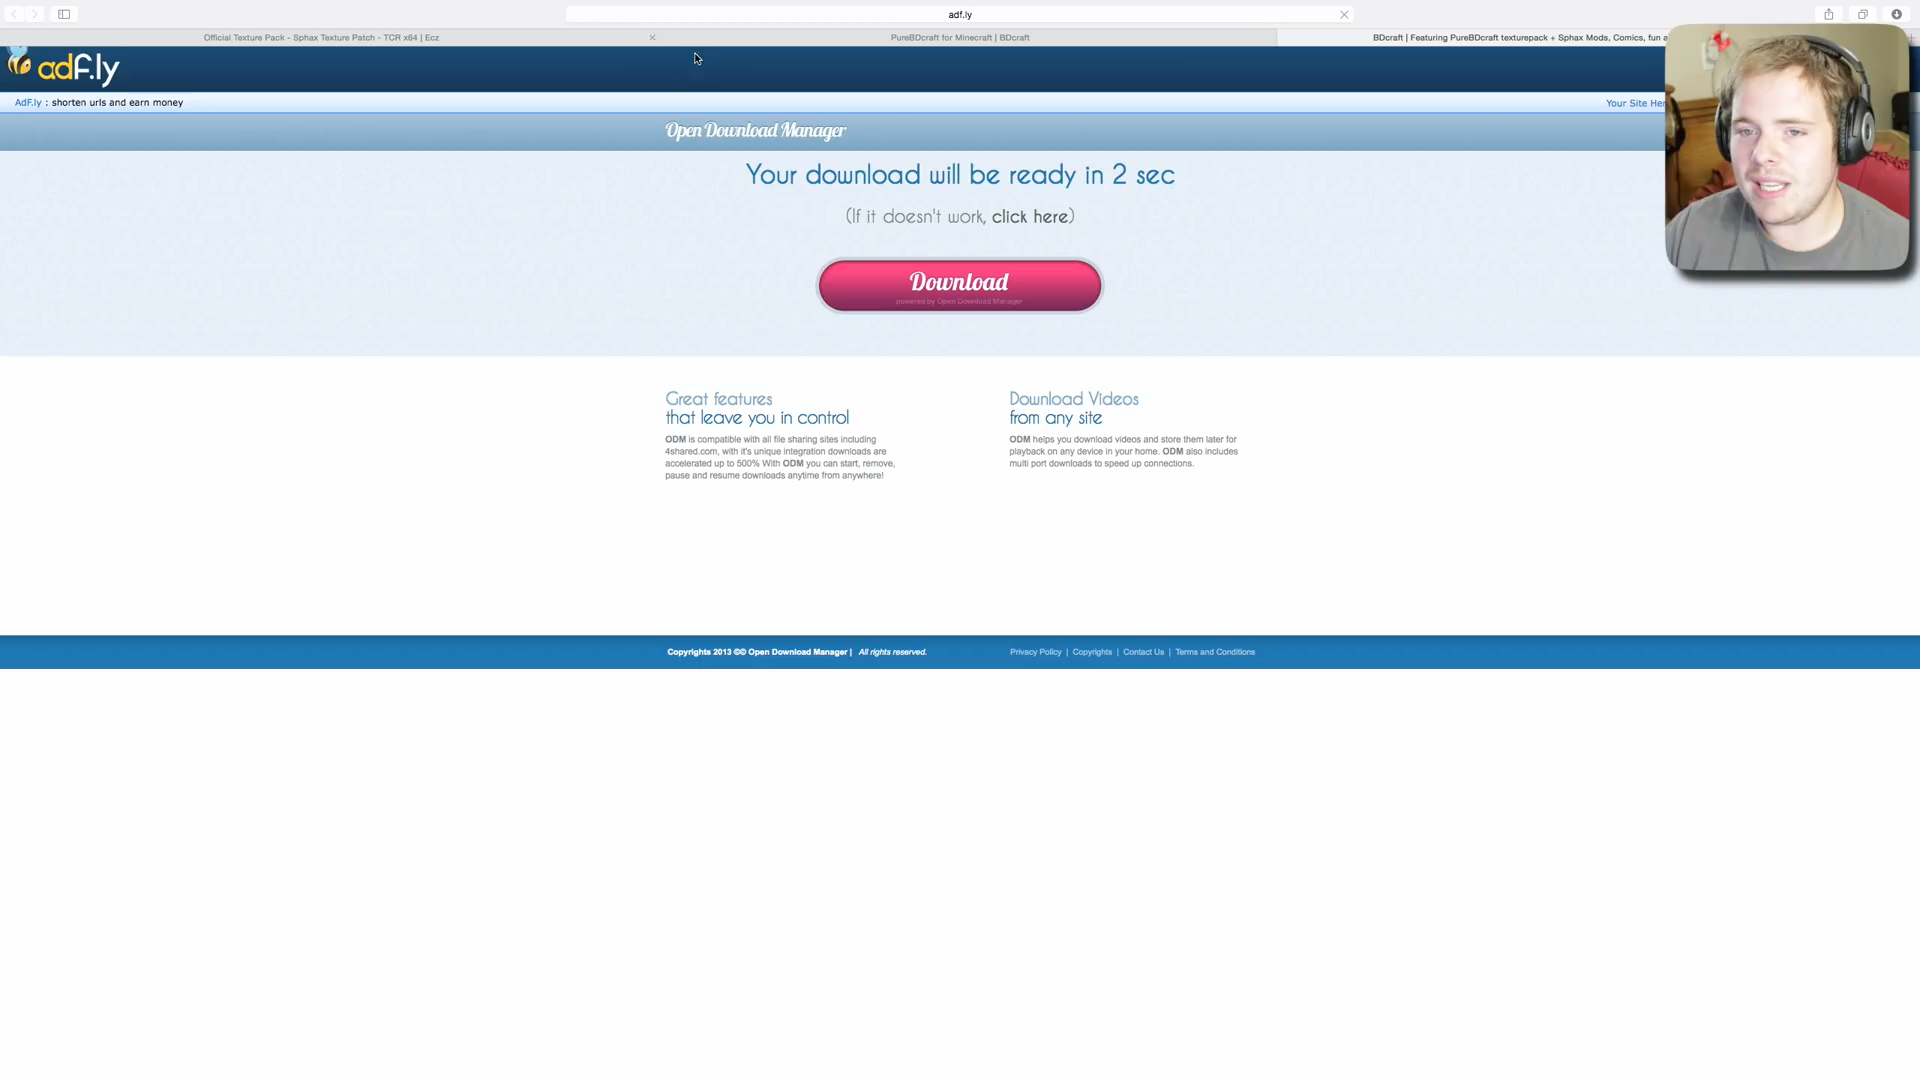 adf.ly
Official Texture Pack - Sphax Texture Patch - TCR x64 | Ecz
PureBDcraft for Minecraft | BDcraft
BDcraft | Featuring PureBDcraft texturepack + Sphax Mods, Comics, fun a
adf.ly
AdF.ly : shorten urls and earn money
Your Site Her
Open Download Manager
Your download will be ready in 2 sec
(If it doesn't work, click here)
Download
powered by Open Download Manager
Great features
that leave you in control
ODM is compatible with all file sharing sites including
4shared.com, with it's unique integration downloads are
accelerated up to 500% With ODM you can start, remove,
pause and resume downloads anytime from anywhere!
Download Videos
from any site
ODM helps you download videos and store them later for
playback on any device in your home. ODM also includes
multi port downloads to speed up connections.
Copyrights 2013 ©© Open Download Manager | All rights reserved.
Privacy Policy | Copyrights | Contact Us | Terms and Conditions